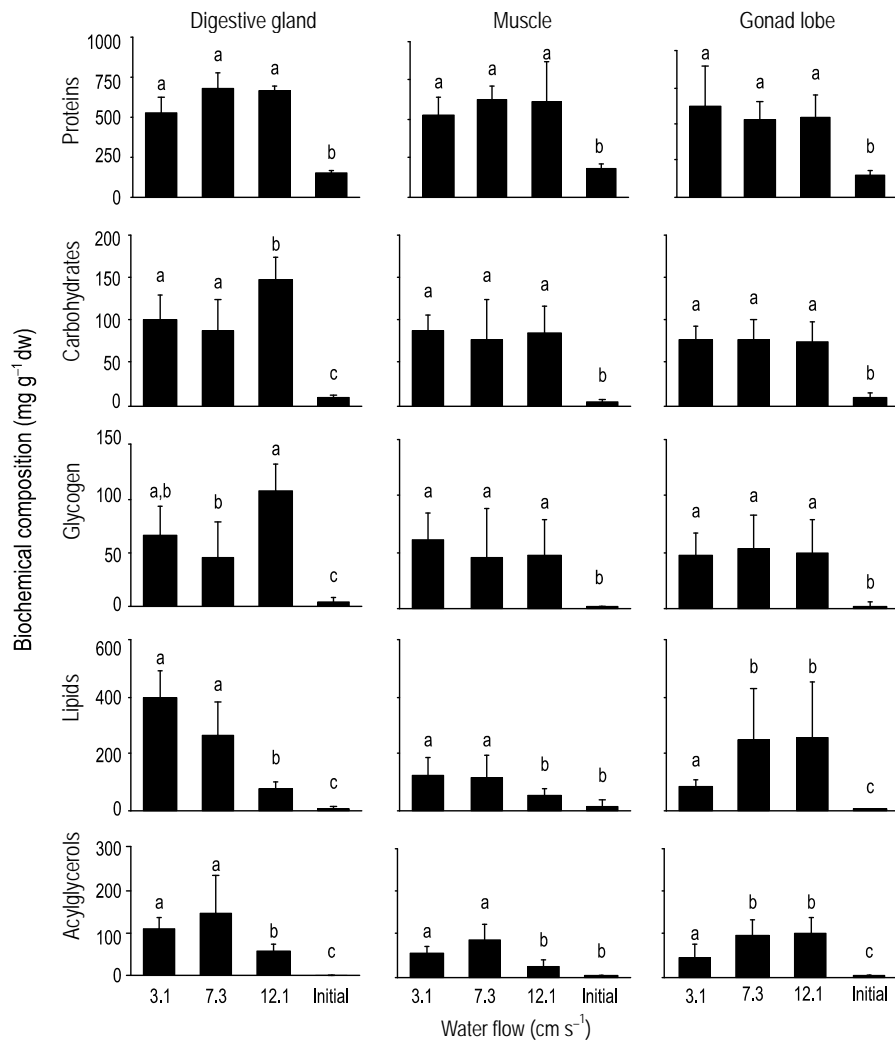 Digestive gland Muscle Gonad lobe
Biochemical composition (mg g⁻¹ dw)
Proteins
1000
750
500
250
0
a a a b
a a a b
a a a b
Carbohydrates
200
150
100
50
0
a a b c
a a a b
a a a b
Glycogen
150
100
50
0
a,b b a c
a a a b
a a a b
Lipids
600
400
200
0
a a b c
a a b b
a b b c
Acylglycerols
300
200
100
0
a a b c
a a b b
a b b c
3.1 7.3 12.1 Initial 3.1 7.3 12.1 Initial 3.1 7.3 12.1 Initial
Water flow (cm s⁻¹)